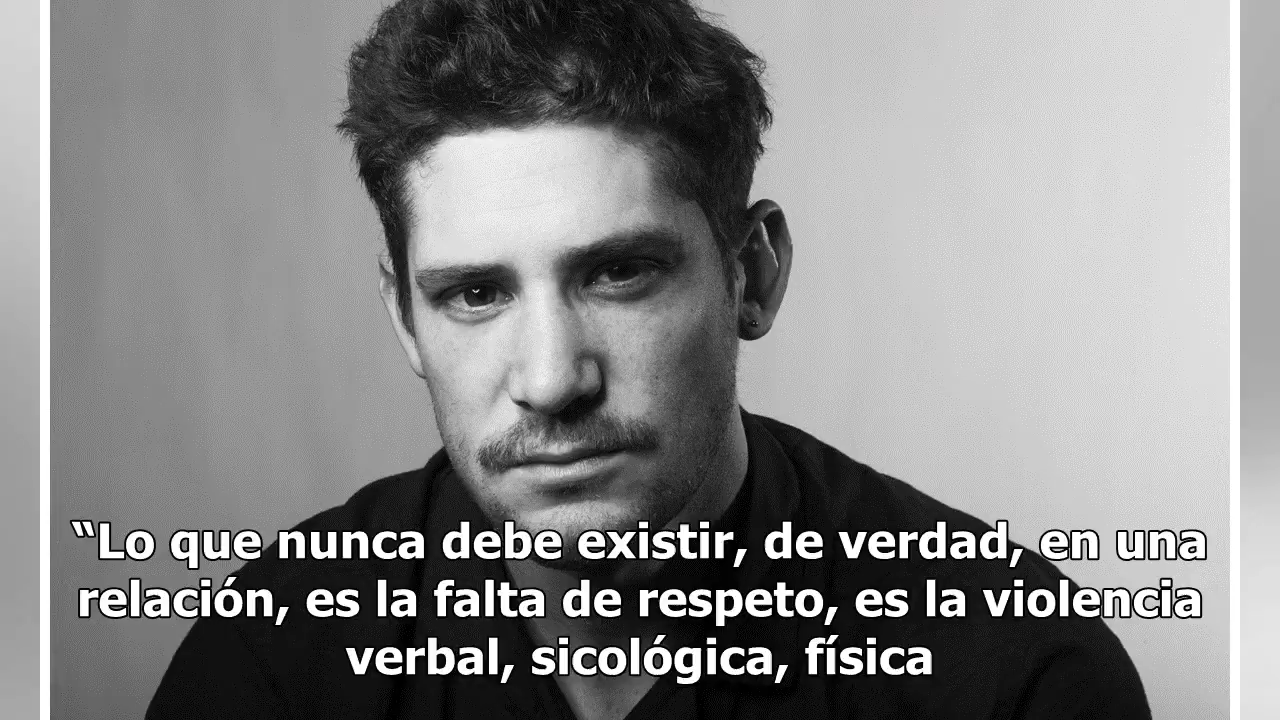 “Lo que nunca debe existir, de verdad, en una
relación, es la falta de respeto, es la violencia
verbal, sicológica, física